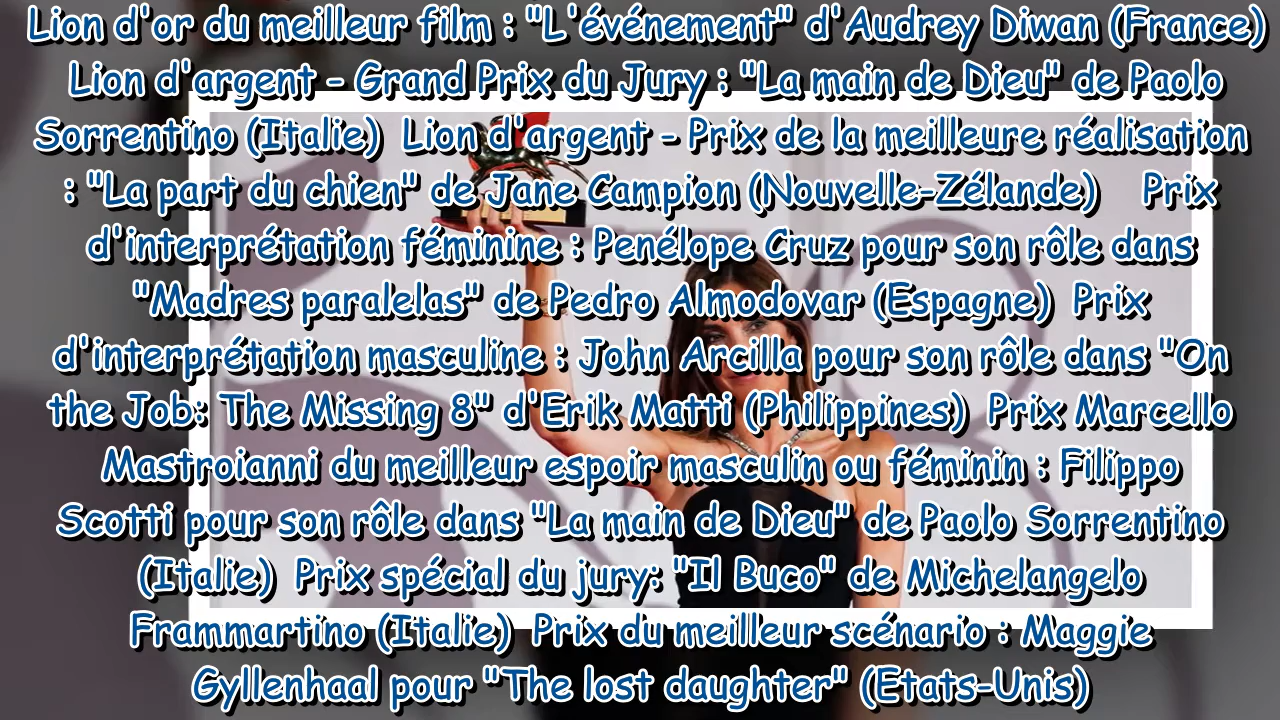 Lion d'or du meilleur film : "L'événement" d'Audrey Diwan (France)
Lion d'argent - Grand Prix du Jury : "La main de Dieu" de Paolo
Sorrentino (Italie) Lion d'argent - Prix de la meilleure réalisation
: "La part du chien" de Jane Campion (Nouvelle-Zélande) Prix
d'interprétation féminine : Penélope Cruz pour son rôle dans
"Madres paralelas" de Pedro Almodovar (Espagne) Prix
d'interprétation masculine : John Arcilla pour son rôle dans "On
the Job: The Missing 8" d'Erik Matti (Philippines) Prix Marcello
Mastroianni du meilleur espoir masculin ou féminin : Filippo
Scotti pour son rôle dans "La main de Dieu" de Paolo Sorrentino
(Italie) Prix spécial du jury: "Il Buco" de Michelangelo
Frammartino (Italie) Prix du meilleur scénario : Maggie
Gyllenhaal pour "The lost daughter" (Etats-Unis)